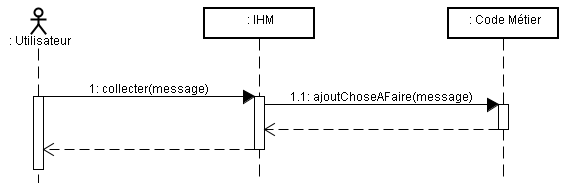 : Utilisateur
: IHM
: Code Métier
1: collecter(message)
1.1: ajoutChoseAFaire(message)